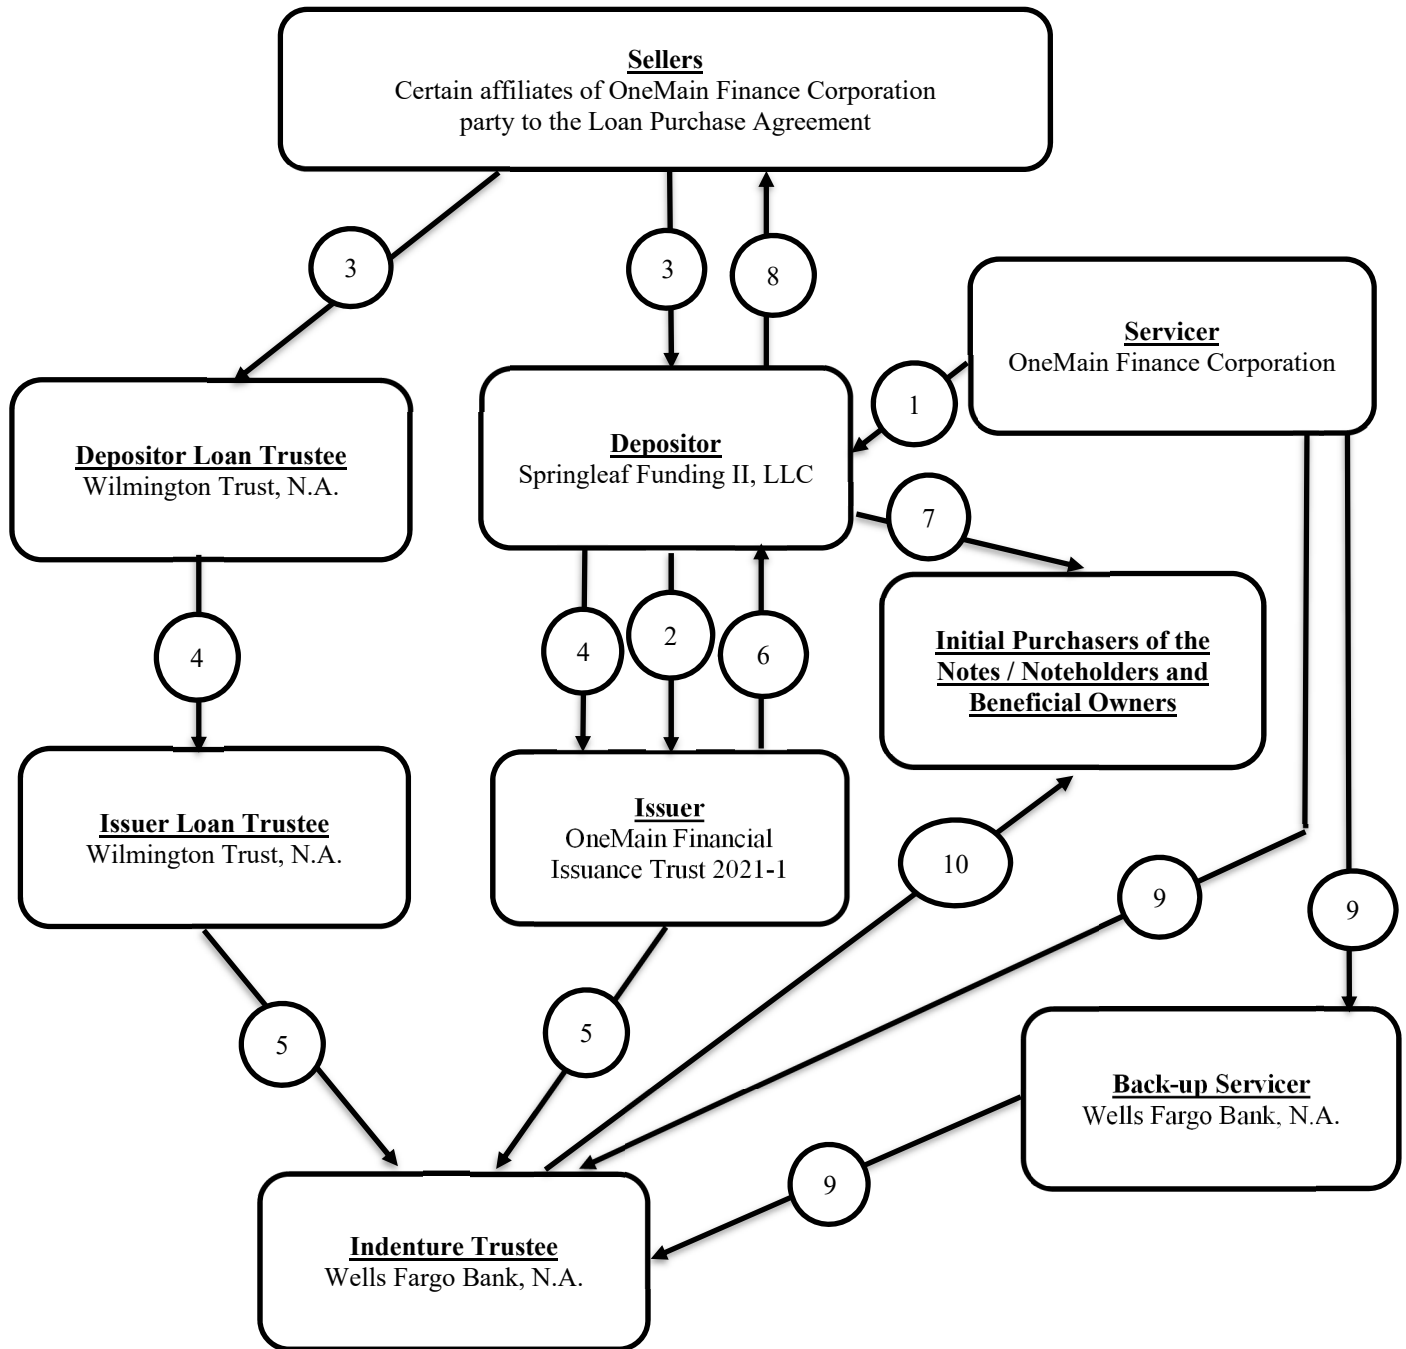 Sellers
Certain affiliates of OneMain Finance Corporation
party to the Loan Purchase Agreement
3
3
8
Servicer
OneMain Finance Corporation
1
Depositor Loan Trustee
Wilmington Trust, N.A.
Depositor
Springleaf Funding II, LLC
7
4
4
2
6
Initial Purchasers of the
Notes / Noteholders and
Beneficial Owners
Issuer Loan Trustee
Wilmington Trust, N.A.
Issuer
OneMain Financial
Issuance Trust 2021-1
10
9
9
5
5
Back-up Servicer
Wells Fargo Bank, N.A.
9
Indenture Trustee
Wells Fargo Bank, N.A.